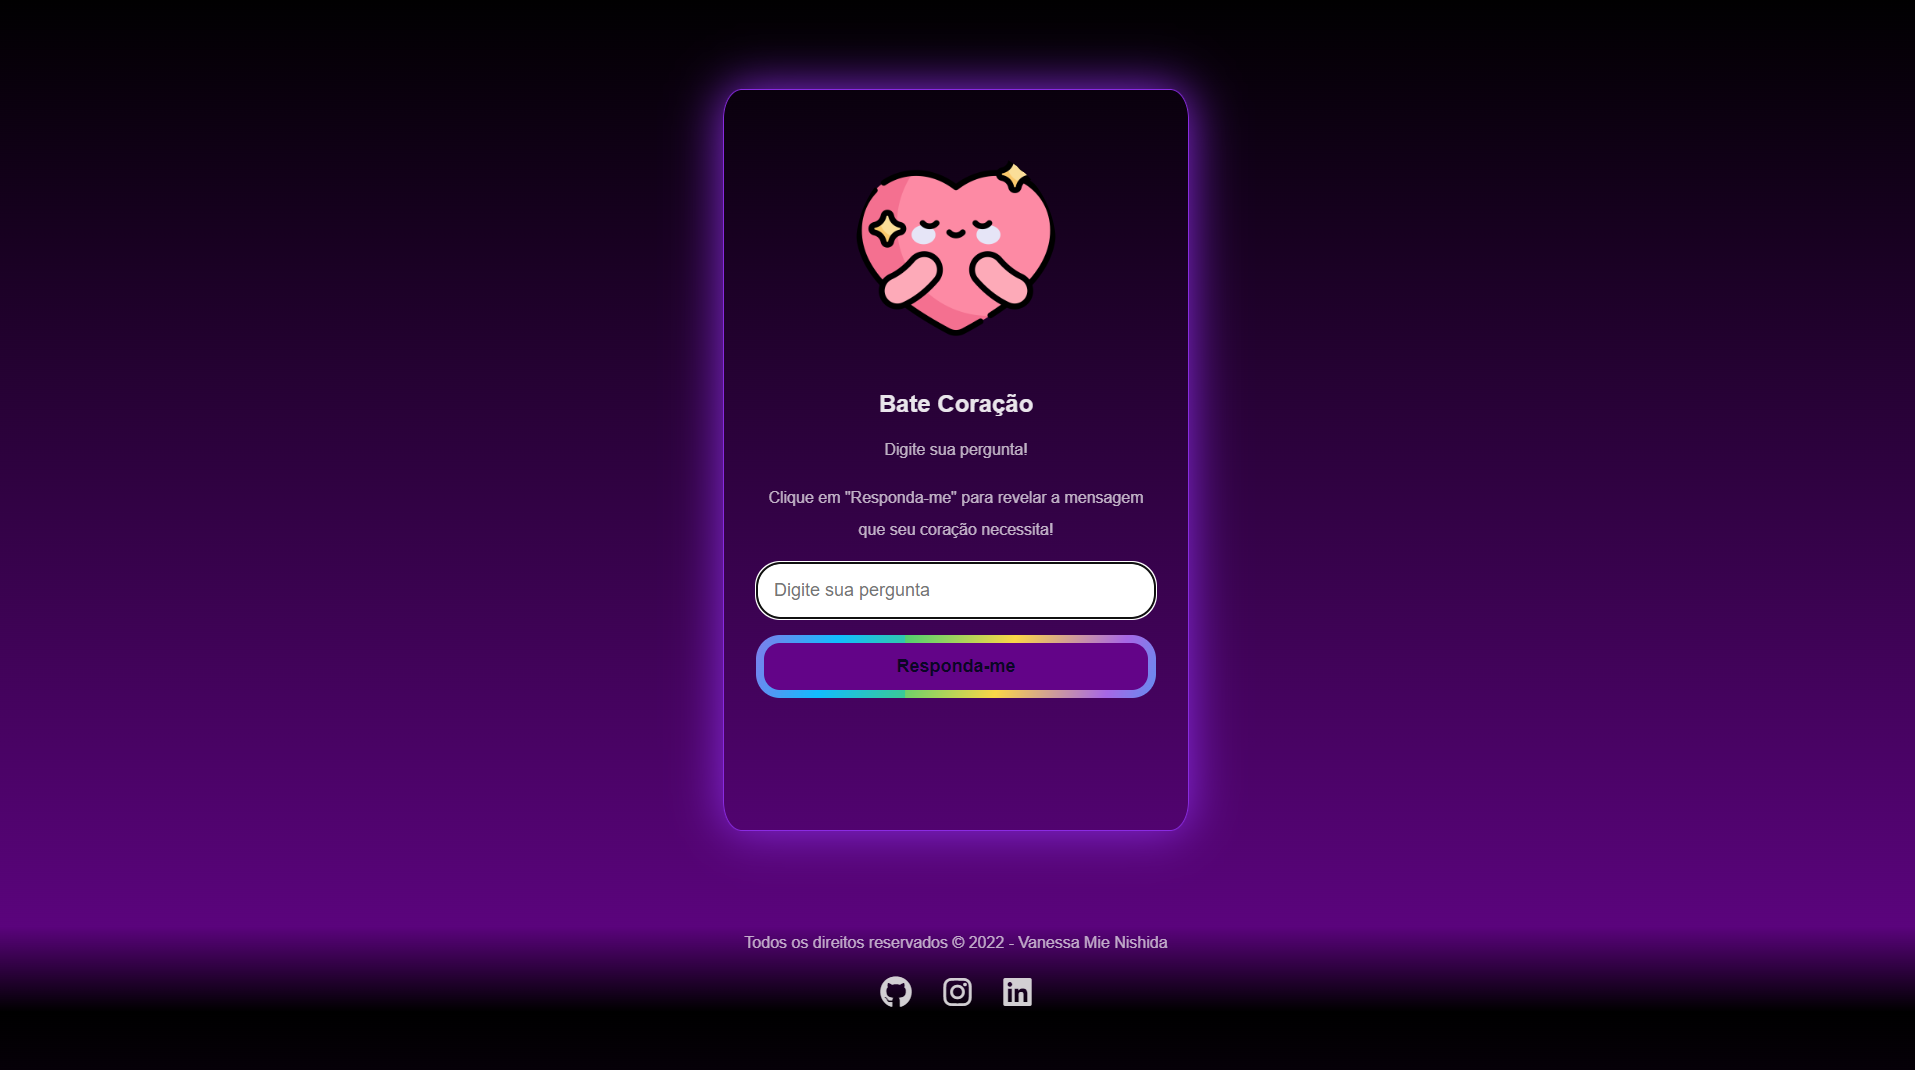 Bate Coração
Digite sua pergunta!
Clique em "Responda-me" para revelar a mensagem
que seu coração necessita!
Digite sua pergunta
Responda-me
Todos os direitos reservados © 2022 - Vanessa Mie Nishida
in